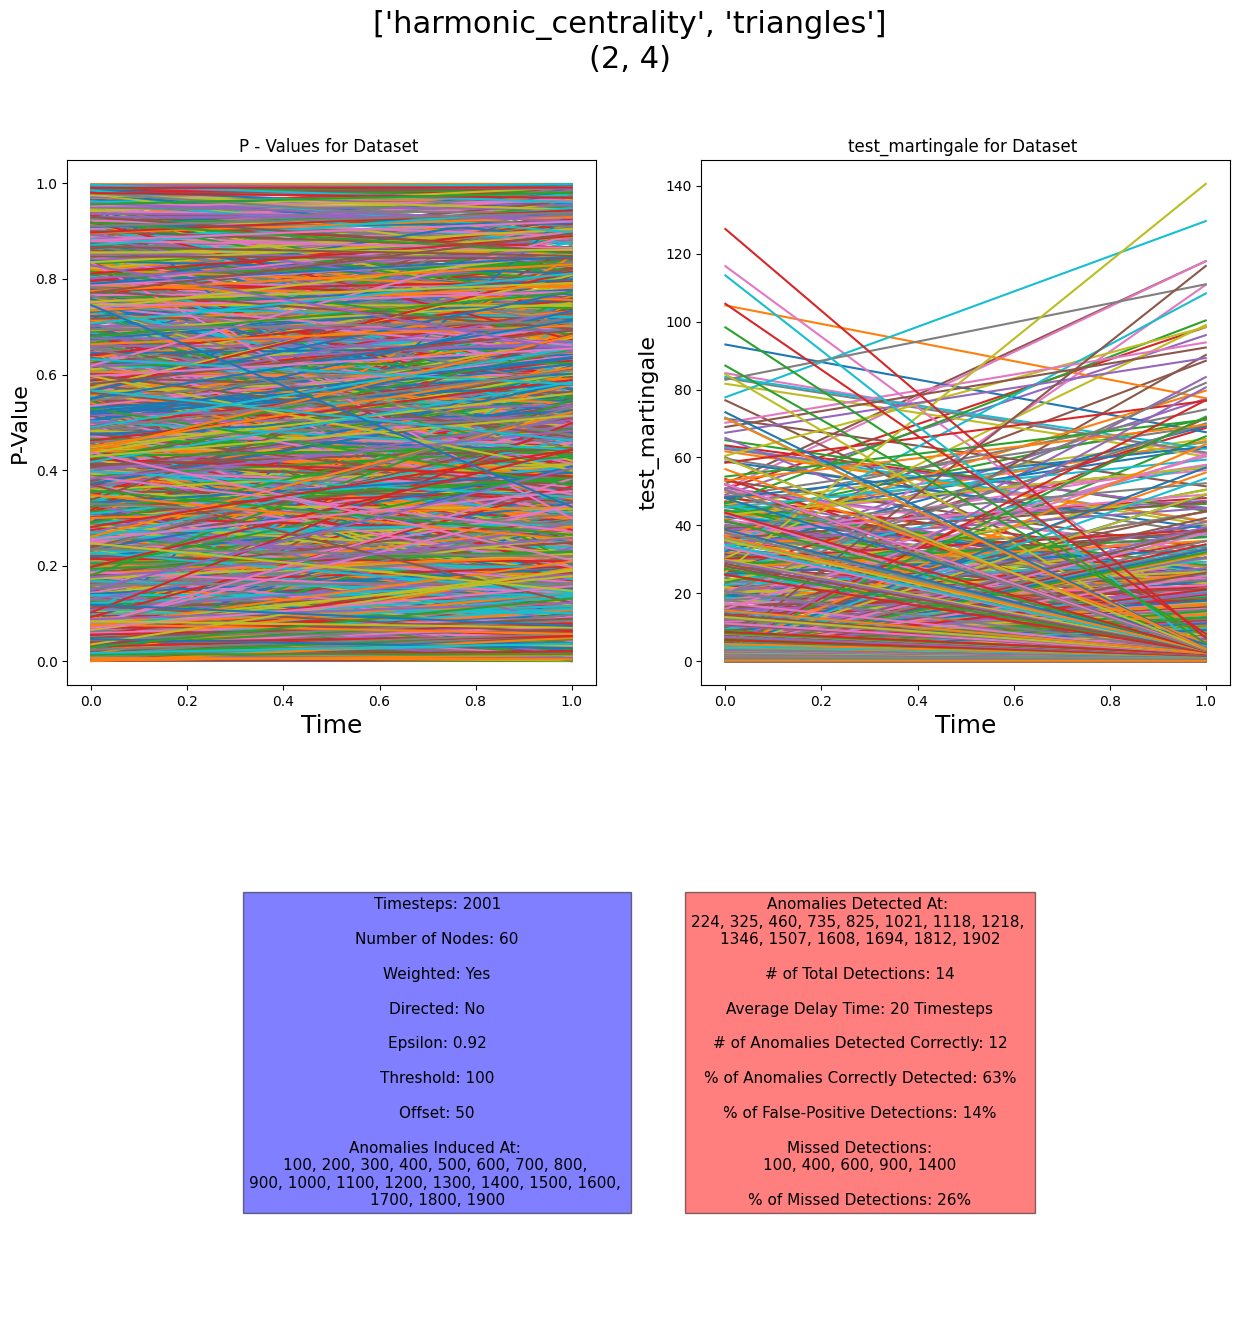 ['harmonic_centrality', 'triangles']
(2, 4)
P - Values for Dataset
P-Value
1.0
0.8
0.6
0.4
0.2
0.0
0.0 0.2 0.4 0.6 0.8 1.0
Time
test_martingale for Dataset
test_martingale
140
120
100
80
60
40
20
0
0.0 0.2 0.4 0.6 0.8 1.0
Time
Timesteps: 2001
Number of Nodes: 60
Weighted: Yes
Directed: No
Epsilon: 0.92
Threshold: 100
Offset: 50
Anomalies Induced At:
100, 200, 300, 400, 500, 600, 700, 800,
900, 1000, 1100, 1200, 1300, 1400, 1500, 1600,
1700, 1800, 1900
Anomalies Detected At:
224, 325, 460, 735, 825, 1021, 1118, 1218,
1346, 1507, 1608, 1694, 1812, 1902
# of Total Detections: 14
Average Delay Time: 20 Timesteps
# of Anomalies Detected Correctly: 12
% of Anomalies Correctly Detected: 63%
% of False-Positive Detections: 14%
Missed Detections:
100, 400, 600, 900, 1400
% of Missed Detections: 26%